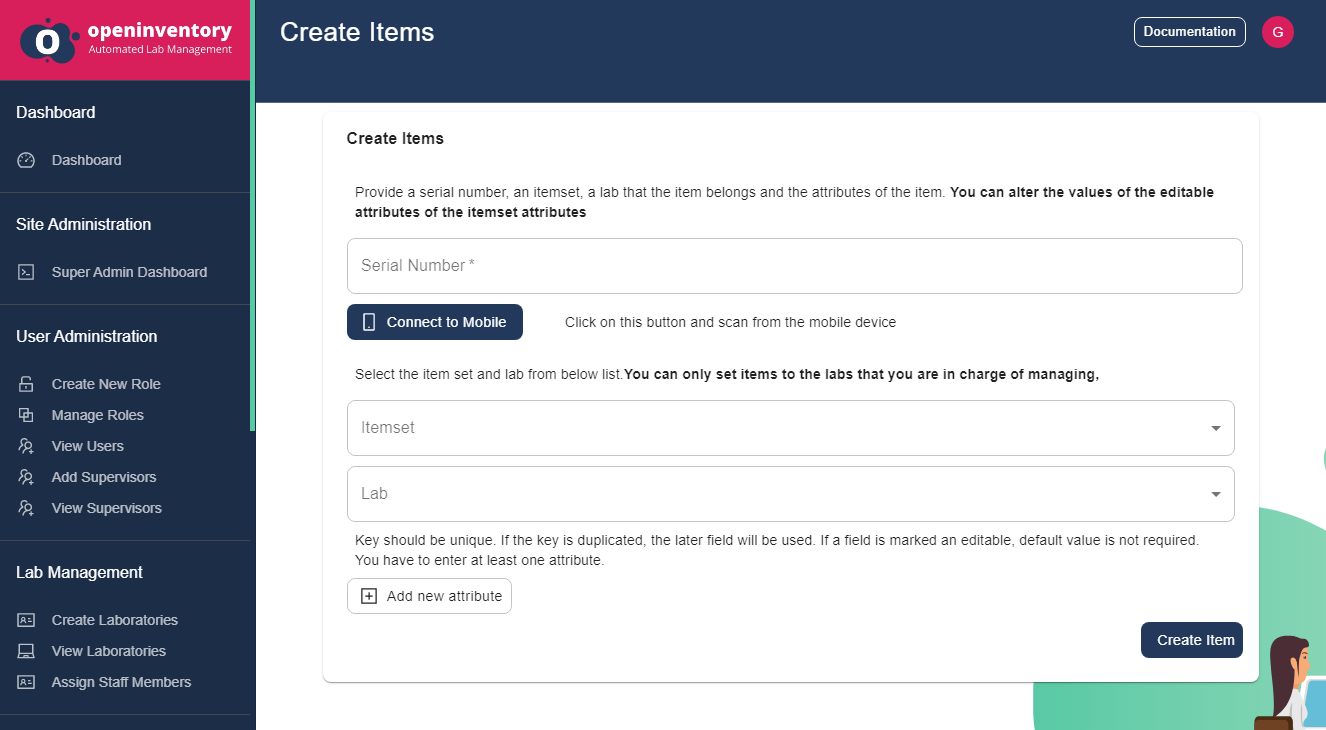 openinventory
Automated Lab Management
Create Items
Documentation
G
Dashboard
Dashboard
Site Administration
Super Admin Dashboard
User Administration
Create New Role
Manage Roles
View Users
Add Supervisors
View Supervisors
Lab Management
Create Laboratories
View Laboratories
Assign Staff Members
Create Items
Provide a serial number, an itemset, a lab that the item belongs and the attributes of the item. You can alter the values of the editable
attributes of the itemset attributes
Serial Number *
Connect to Mobile
Click on this button and scan from the mobile device
Select the item set and lab from below list.You can only set items to the labs that you are in charge of managing,
Itemset
Lab
Key should be unique. If the key is duplicated, the later field will be used. If a field is marked an editable, default value is not required.
You have to enter at least one attribute.
Add new attribute
Create Item